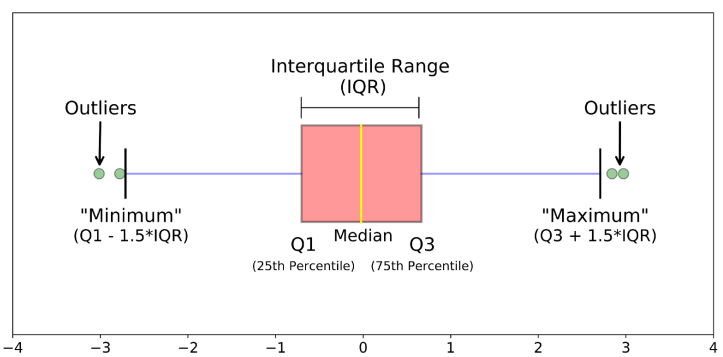 Interquartile Range
(IQR)
Outliers
Outliers
"Minimum"
(Q1 - 1.5*IQR)
"Maximum"
(Q3 + 1.5*IQR)
Median
Q1
Q3
(25th Percentile)
(75th Percentile)
−4
−3
−2
−1
0
1
2
3
4